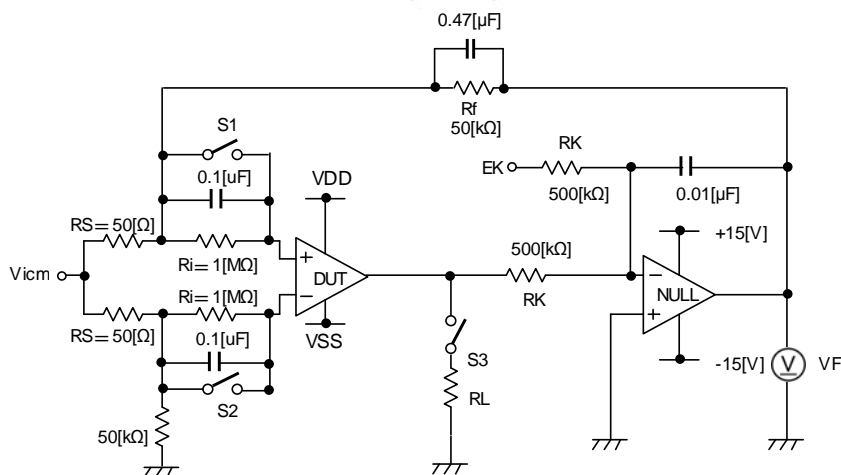 0.47[µF]
Rf
50[kΩ]
S1
0.1[uF]
RS=50[Ω]
Ri=1[MΩ]
VDD
EK
RK
500[kΩ]
0.01[µF]
Vicm
+
DUT
−
500[kΩ]
RK
+15[V]
−
NULL
+
Ri=1[MΩ]
RS=50[Ω]
0.1[uF]
VSS
S2
S3
RL
-15[V]
V
VF
50[kΩ]